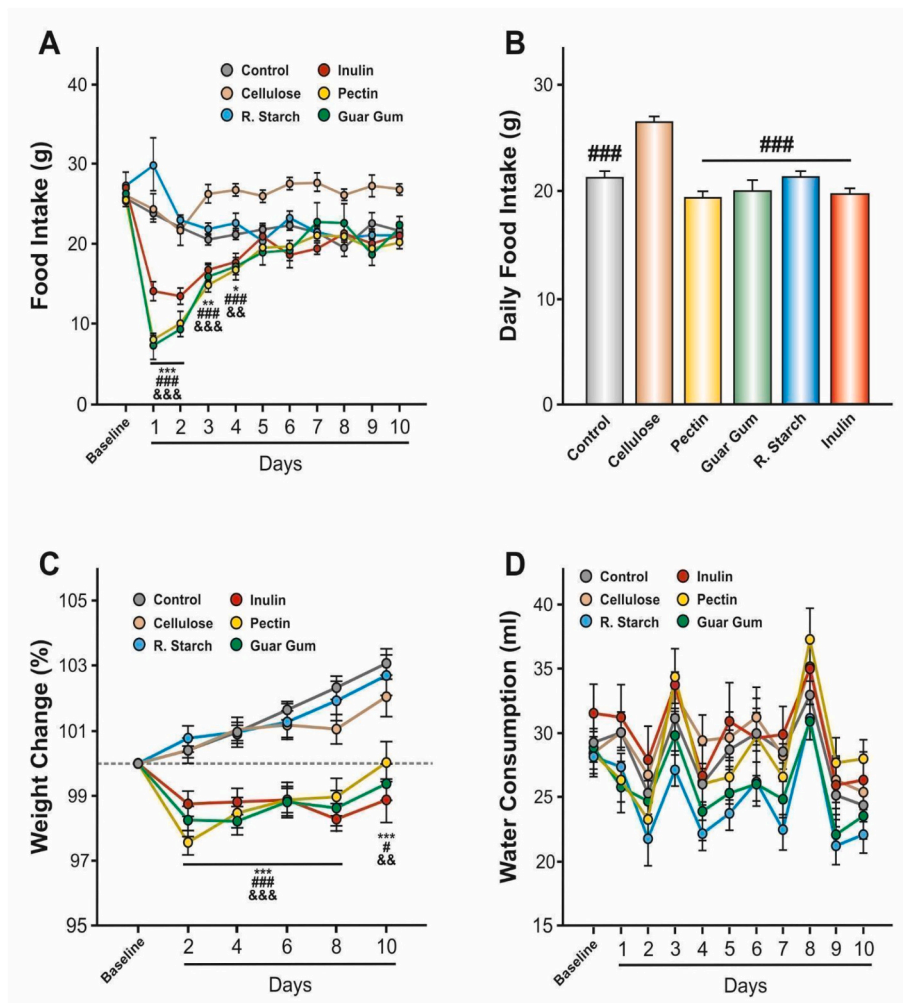 A
Food Intake (g)
40
30
20
10
0
Control
Cellulose
R. Starch
Inulin
Pectin
Guar Gum
***
###
&&&
**
###
&&&
*
###
&&
Baseline
1 2 3 4 5 6 7 8 9 10
Days
B
Daily Food Intake (g)
30
20
10
0
###
###
Control
Cellulose
Pectin
Guar Gum
R. Starch
Inulin
C
Weight Change (%)
105
103
101
99
97
95
Control
Cellulose
R. Starch
Inulin
Pectin
Guar Gum
***
###
&&&
***
#
&&
Baseline
2 4 6 8 10
Days
D
Water Consumption (ml)
40
35
30
25
20
15
Control
Cellulose
R. Starch
Inulin
Pectin
Guar Gum
Baseline
1 2 3 4 5 6 7 8 9 10
Days